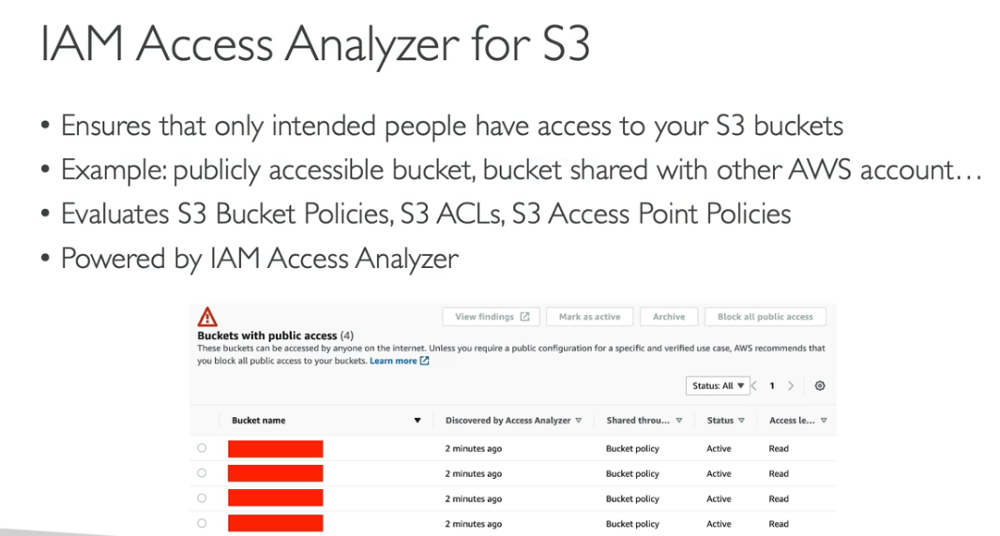 IAM Access Analyzer for S3
• Ensures that only intended people have access to your S3 buckets
• Example: publicly accessible bucket, bucket shared with other AWS account…
• Evaluates S3 Bucket Policies, S3 ACLs, S3 Access Point Policies
• Powered by IAM Access Analyzer
View findings Mark as active Archive Block all public access
Buckets with public access (4)
These buckets can be accessed by anyone on the internet. Unless you require a public configuration for a specific and verified use case, AWS recommends that
you block all public access to your buckets. Learn more
Status: All 1
Bucket name Discovered by Access Analyzer Shared throu... Status Access le...
2 minutes ago Bucket policy Active Read
2 minutes ago Bucket policy Active Read
2 minutes ago Bucket policy Active Read
2 minutes ago Bucket policy Active Read